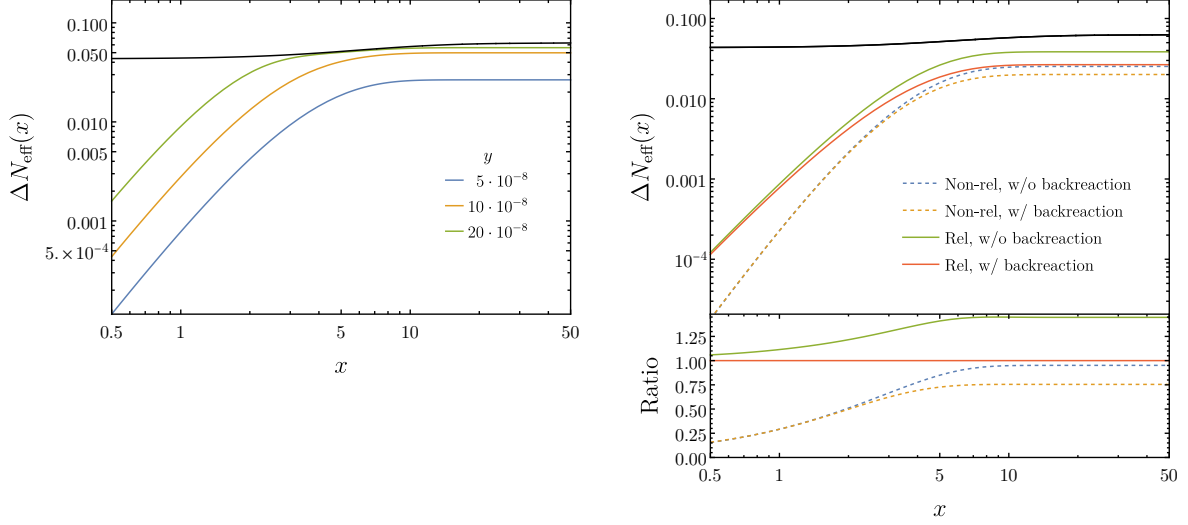 0.100
0.050
0.010
0.005
0.001
5.×10⁻⁴
ΔN_eff(x)
y
5·10⁻⁸
10·10⁻⁸
20·10⁻⁸
0.5 1 5 10 50
x
0.100
0.010
0.001
10⁻⁴
ΔN_eff(x)
Non-rel, w/o backreaction
Non-rel, w/ backreaction
Rel, w/o backreaction
Rel, w/ backreaction
1.25
1.00
0.75
0.50
0.25
0.00
Ratio
0.5 1 5 10 50
x